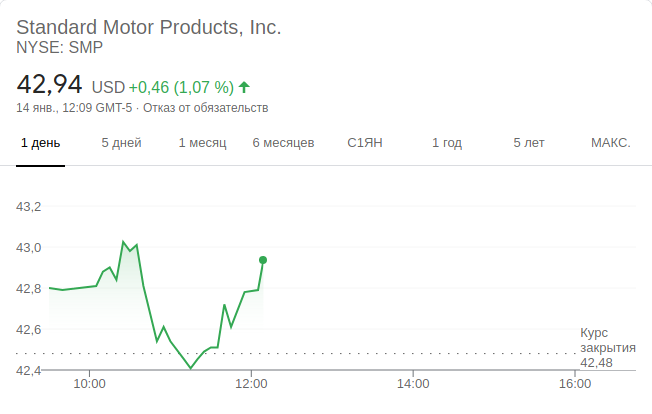 Standard Motor Products, Inc.
NYSE: SMP
42,94 USD +0,46 (1,07 %)
14 янв., 12:09 GMT-5 · Отказ от обязательств
1 день 5 дней 1 месяц 6 месяцев С1ЯН 1 год 5 лет МАКС.
43,2
43,0
42,8
42,6
Курс
закрытия
42,48
42,4
10:00 12:00 14:00 16:00